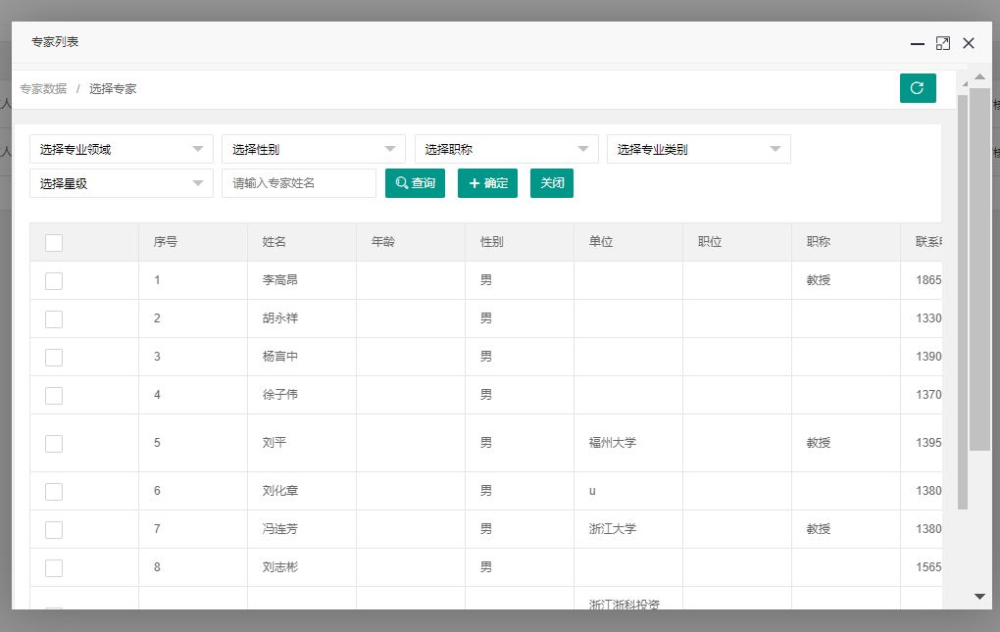 专家列表
专家数据 / 选择专家
选择专业领域 选择性别 选择职称 选择专业类别
选择星级 请输入专家姓名 查询 确定 关闭
序号 姓名 年龄 性别 单位 职位 职称 联系
1 李高昂 男 教授 1865
2 胡永祥 男 1330
3 杨言中 男 1390
4 徐子伟 男 1370
5 刘平 男 福州大学 教授 1395
6 刘化章 男 u 1380
7 冯连芳 男 浙江大学 教授 1380
8 刘志彬 男 1565
浙江浙科投资